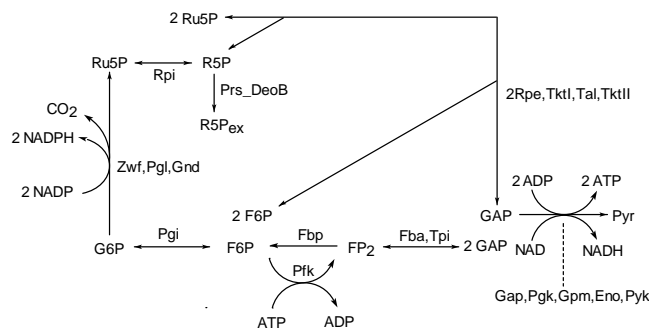 2 Ru5P
Ru5P
R5P
Rpi
Prs_DeoB
R5Pex
CO2
2 NADPH
2 NADP
Zwf,Pgl,Gnd
2Rpe,TktI,Tal,TktII
2 F6P
2 ADP
2 ATP
GAP
Pyr
G6P
Pgi
F6P
Fbp
FP2
Fba,Tpi
2 GAP
NAD
NADH
Pfk
ATP
ADP
Gap,Pgk,Gpm,Eno,Pyk